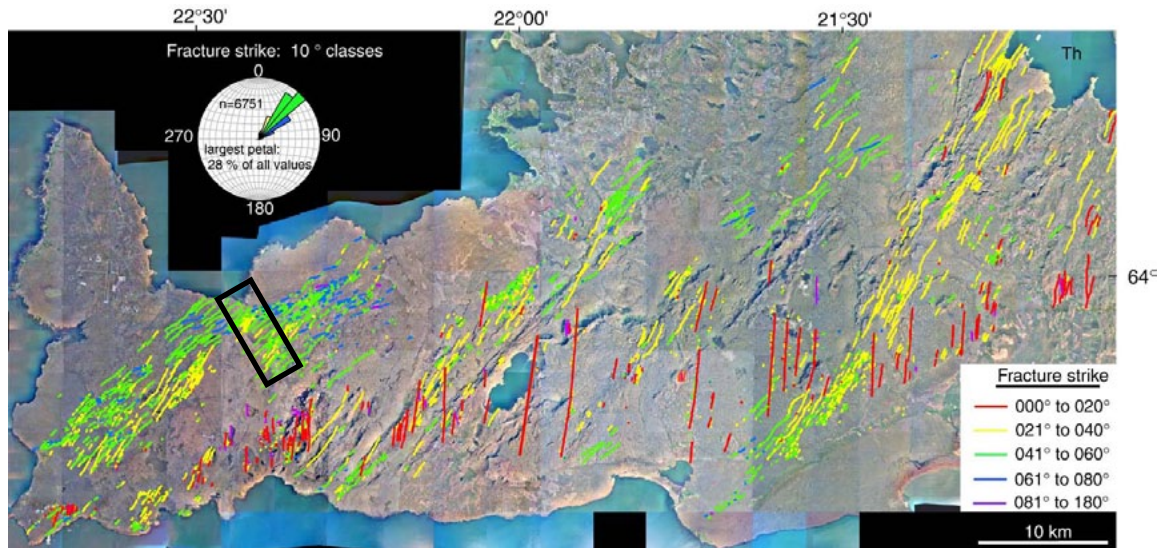 22°30' 22°00' 21°30'
Fracture strike: 10 ° classes
0
n=6751
270 90
largest petal:
28 % of all values
180
Th
64°
Fracture strike
000° to 020°
021° to 040°
041° to 060°
061° to 080°
081° to 180°
10 km